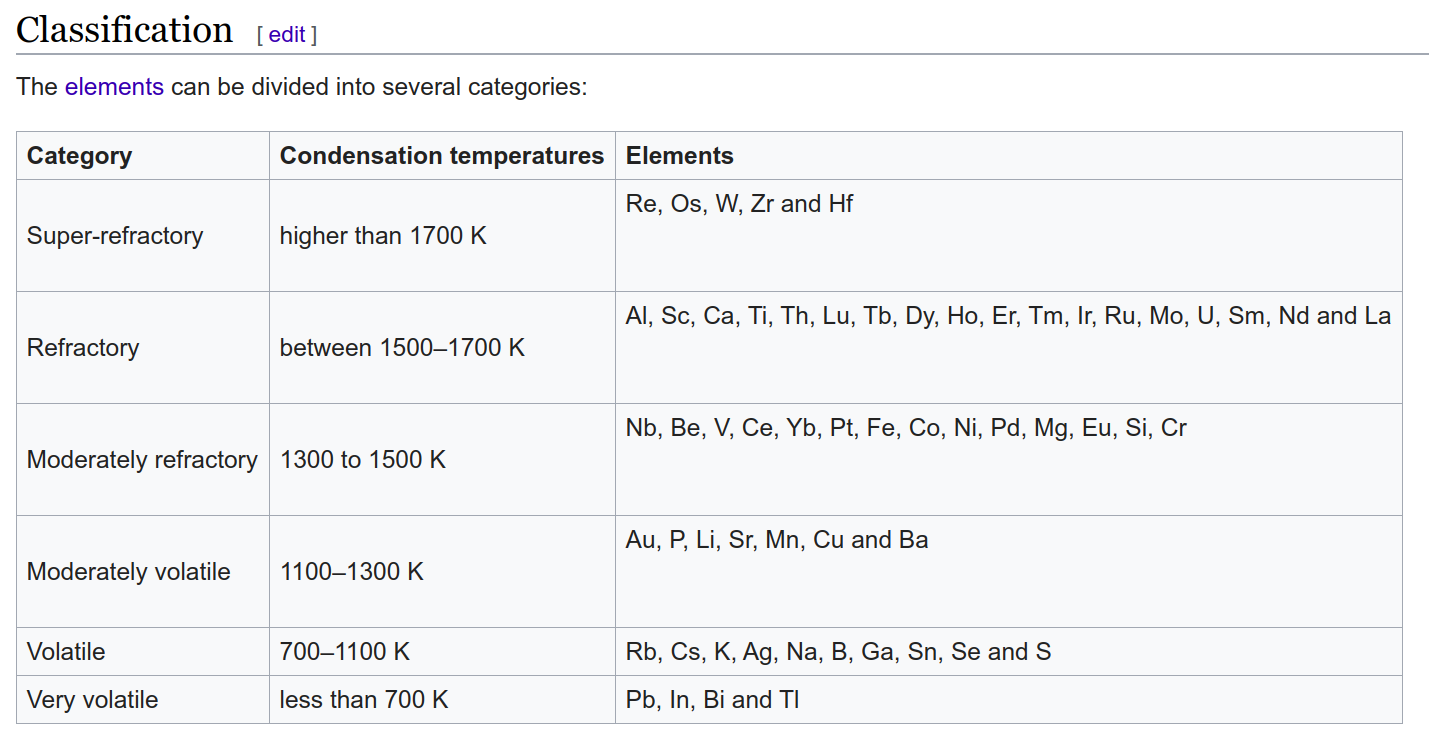 Classification [ edit ]
The elements can be divided into several categories:
Category Condensation temperatures Elements
Super-refractory higher than 1700 K Re, Os, W, Zr and Hf
Refractory between 1500–1700 K Al, Sc, Ca, Ti, Th, Lu, Tb, Dy, Ho, Er, Tm, Ir, Ru, Mo, U, Sm, Nd and La
Moderately refractory 1300 to 1500 K Nb, Be, V, Ce, Yb, Pt, Fe, Co, Ni, Pd, Mg, Eu, Si, Cr
Moderately volatile 1100–1300 K Au, P, Li, Sr, Mn, Cu and Ba
Volatile 700–1100 K Rb, Cs, K, Ag, Na, B, Ga, Sn, Se and S
Very volatile less than 700 K Pb, In, Bi and Tl